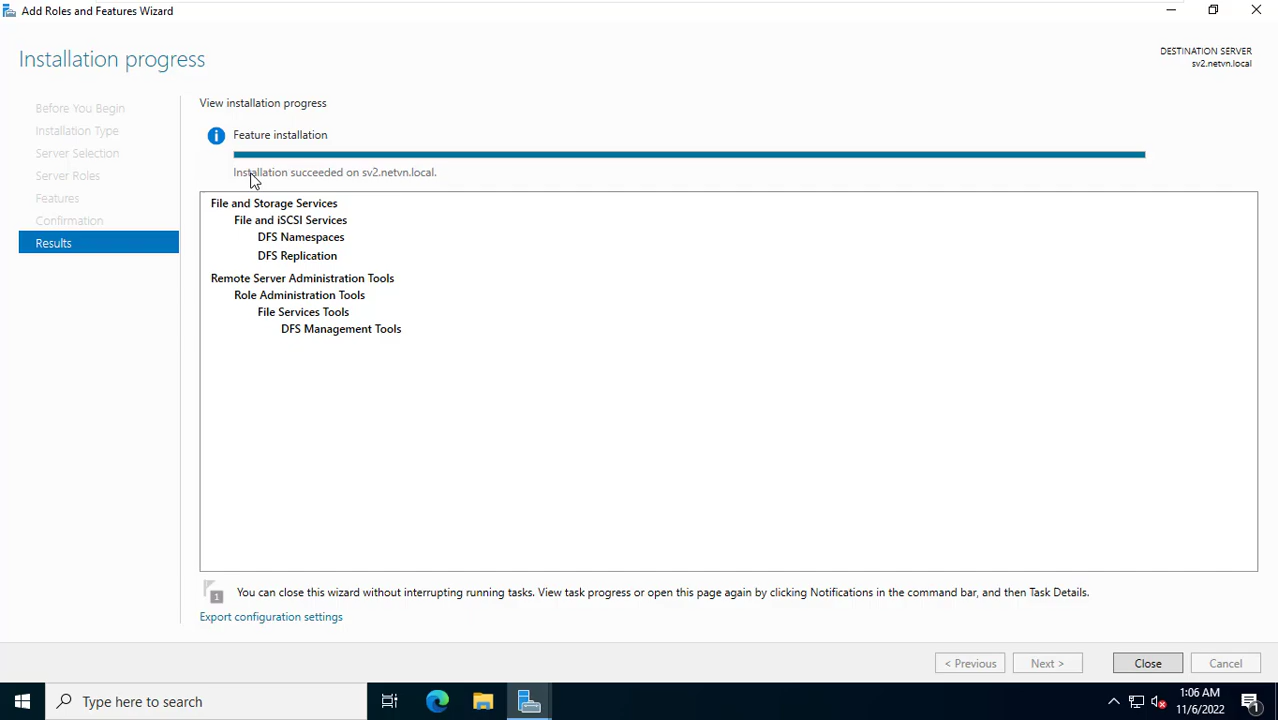 Add Roles and Features Wizard
Installation progress
DESTINATION SERVER
sv2.netvn.local
Before You Begin
Installation Type
Server Selection
Server Roles
Features
Confirmation
Results
View installation progress
Feature installation
Installation succeeded on sv2.netvn.local.
File and Storage Services
File and iSCSI Services
DFS Namespaces
DFS Replication
Remote Server Administration Tools
Role Administration Tools
File Services Tools
DFS Management Tools
1 You can close this wizard without interrupting running tasks. View task progress or open this page again by clicking Notifications in the command bar, and then Task Details.
Export configuration settings
< Previous Next > Close Cancel
Type here to search
1:06 AM
11/6/2022
1